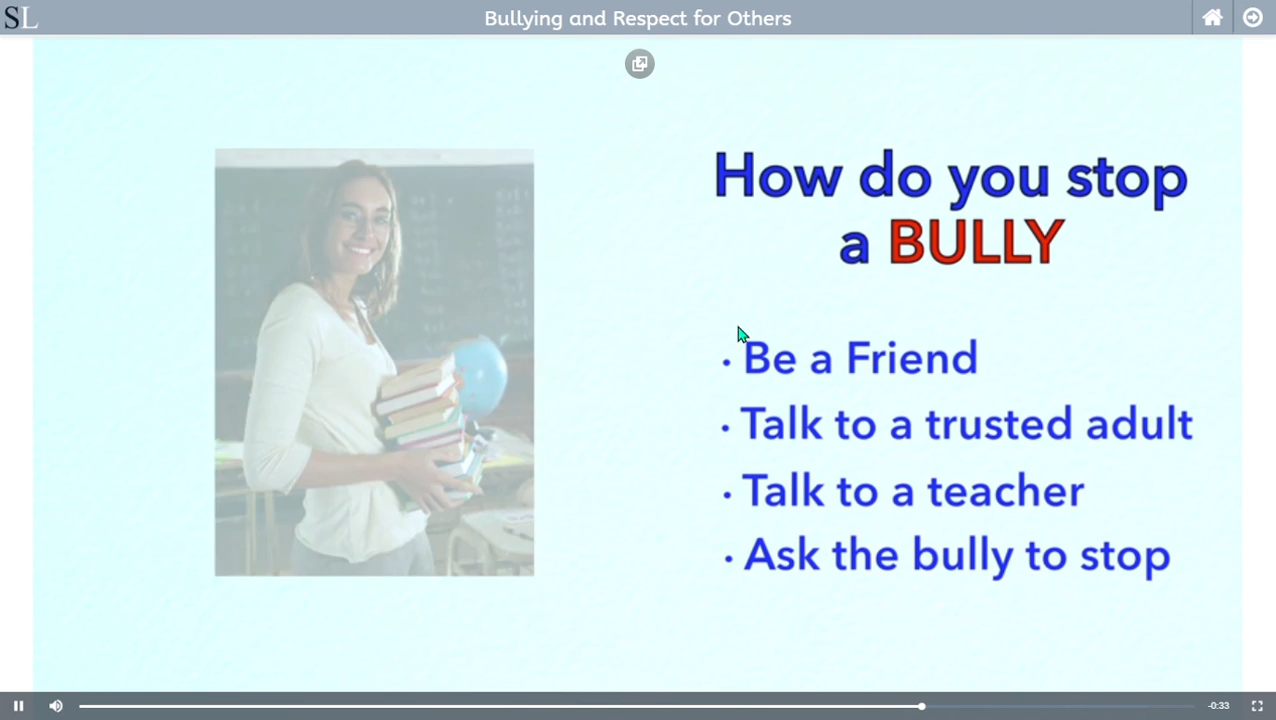 SL
Bullying and Respect for Others
How do you stop
a BULLY
· Be a Friend
· Talk to a trusted adult
· Talk to a teacher
· Ask the bully to stop
-0:33